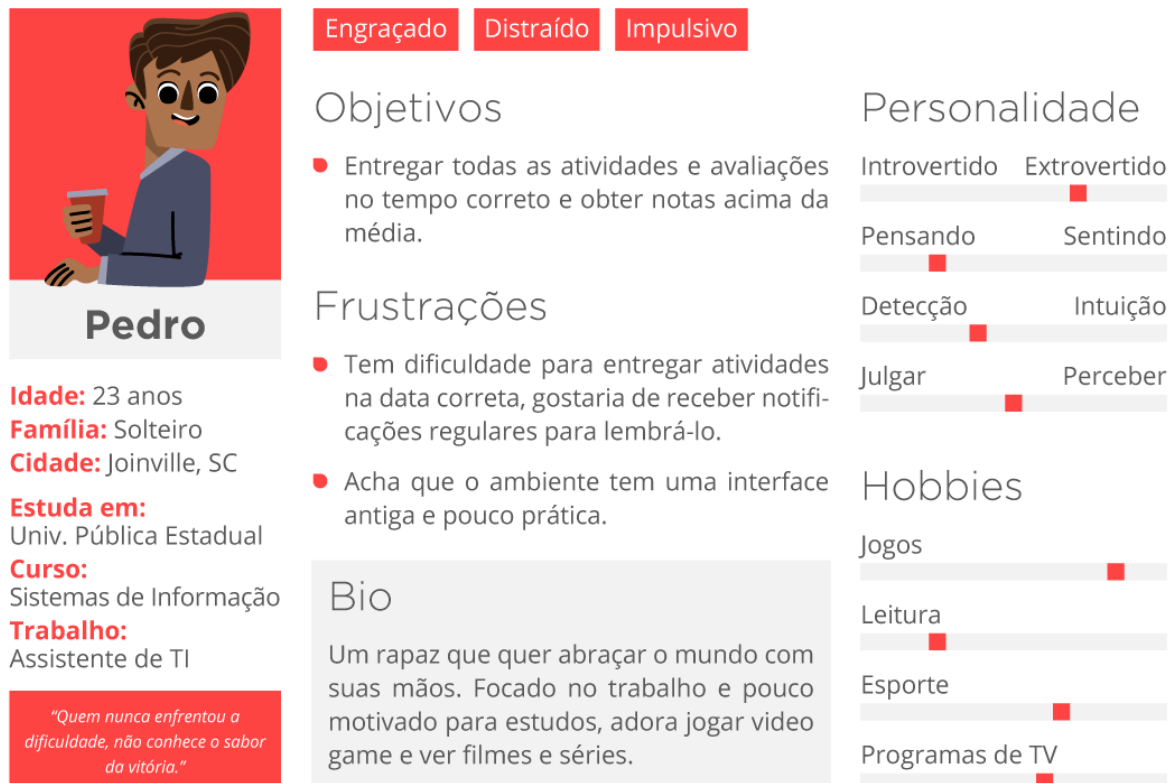 Pedro
Idade: 23 anos
Família: Solteiro
Cidade: Joinville, SC
Estuda em:
Univ. Pública Estadual
Curso:
Sistemas de Informação
Trabalho:
Assistente de TI
“Quem nunca enfrentou a
dificuldade, não conhece o sabor
da vitória.”
Engraçado Distraído Impulsivo
Objetivos
Entregar todas as atividades e avaliações
no tempo correto e obter notas acima da
média.
Frustrações
Tem dificuldade para entregar atividades
na data correta, gostaria de receber notifi-
cações regulares para lembrá-lo.
Acha que o ambiente tem uma interface
antiga e pouco prática.
Bio
Um rapaz que quer abraçar o mundo com
suas mãos. Focado no trabalho e pouco
motivado para estudos, adora jogar video
game e ver filmes e séries.
Personalidade
Introvertido Extrovertido
Pensando Sentindo
Detecção Intuição
Julgar Perceber
Hobbies
Jogos
Leitura
Esporte
Programas de TV